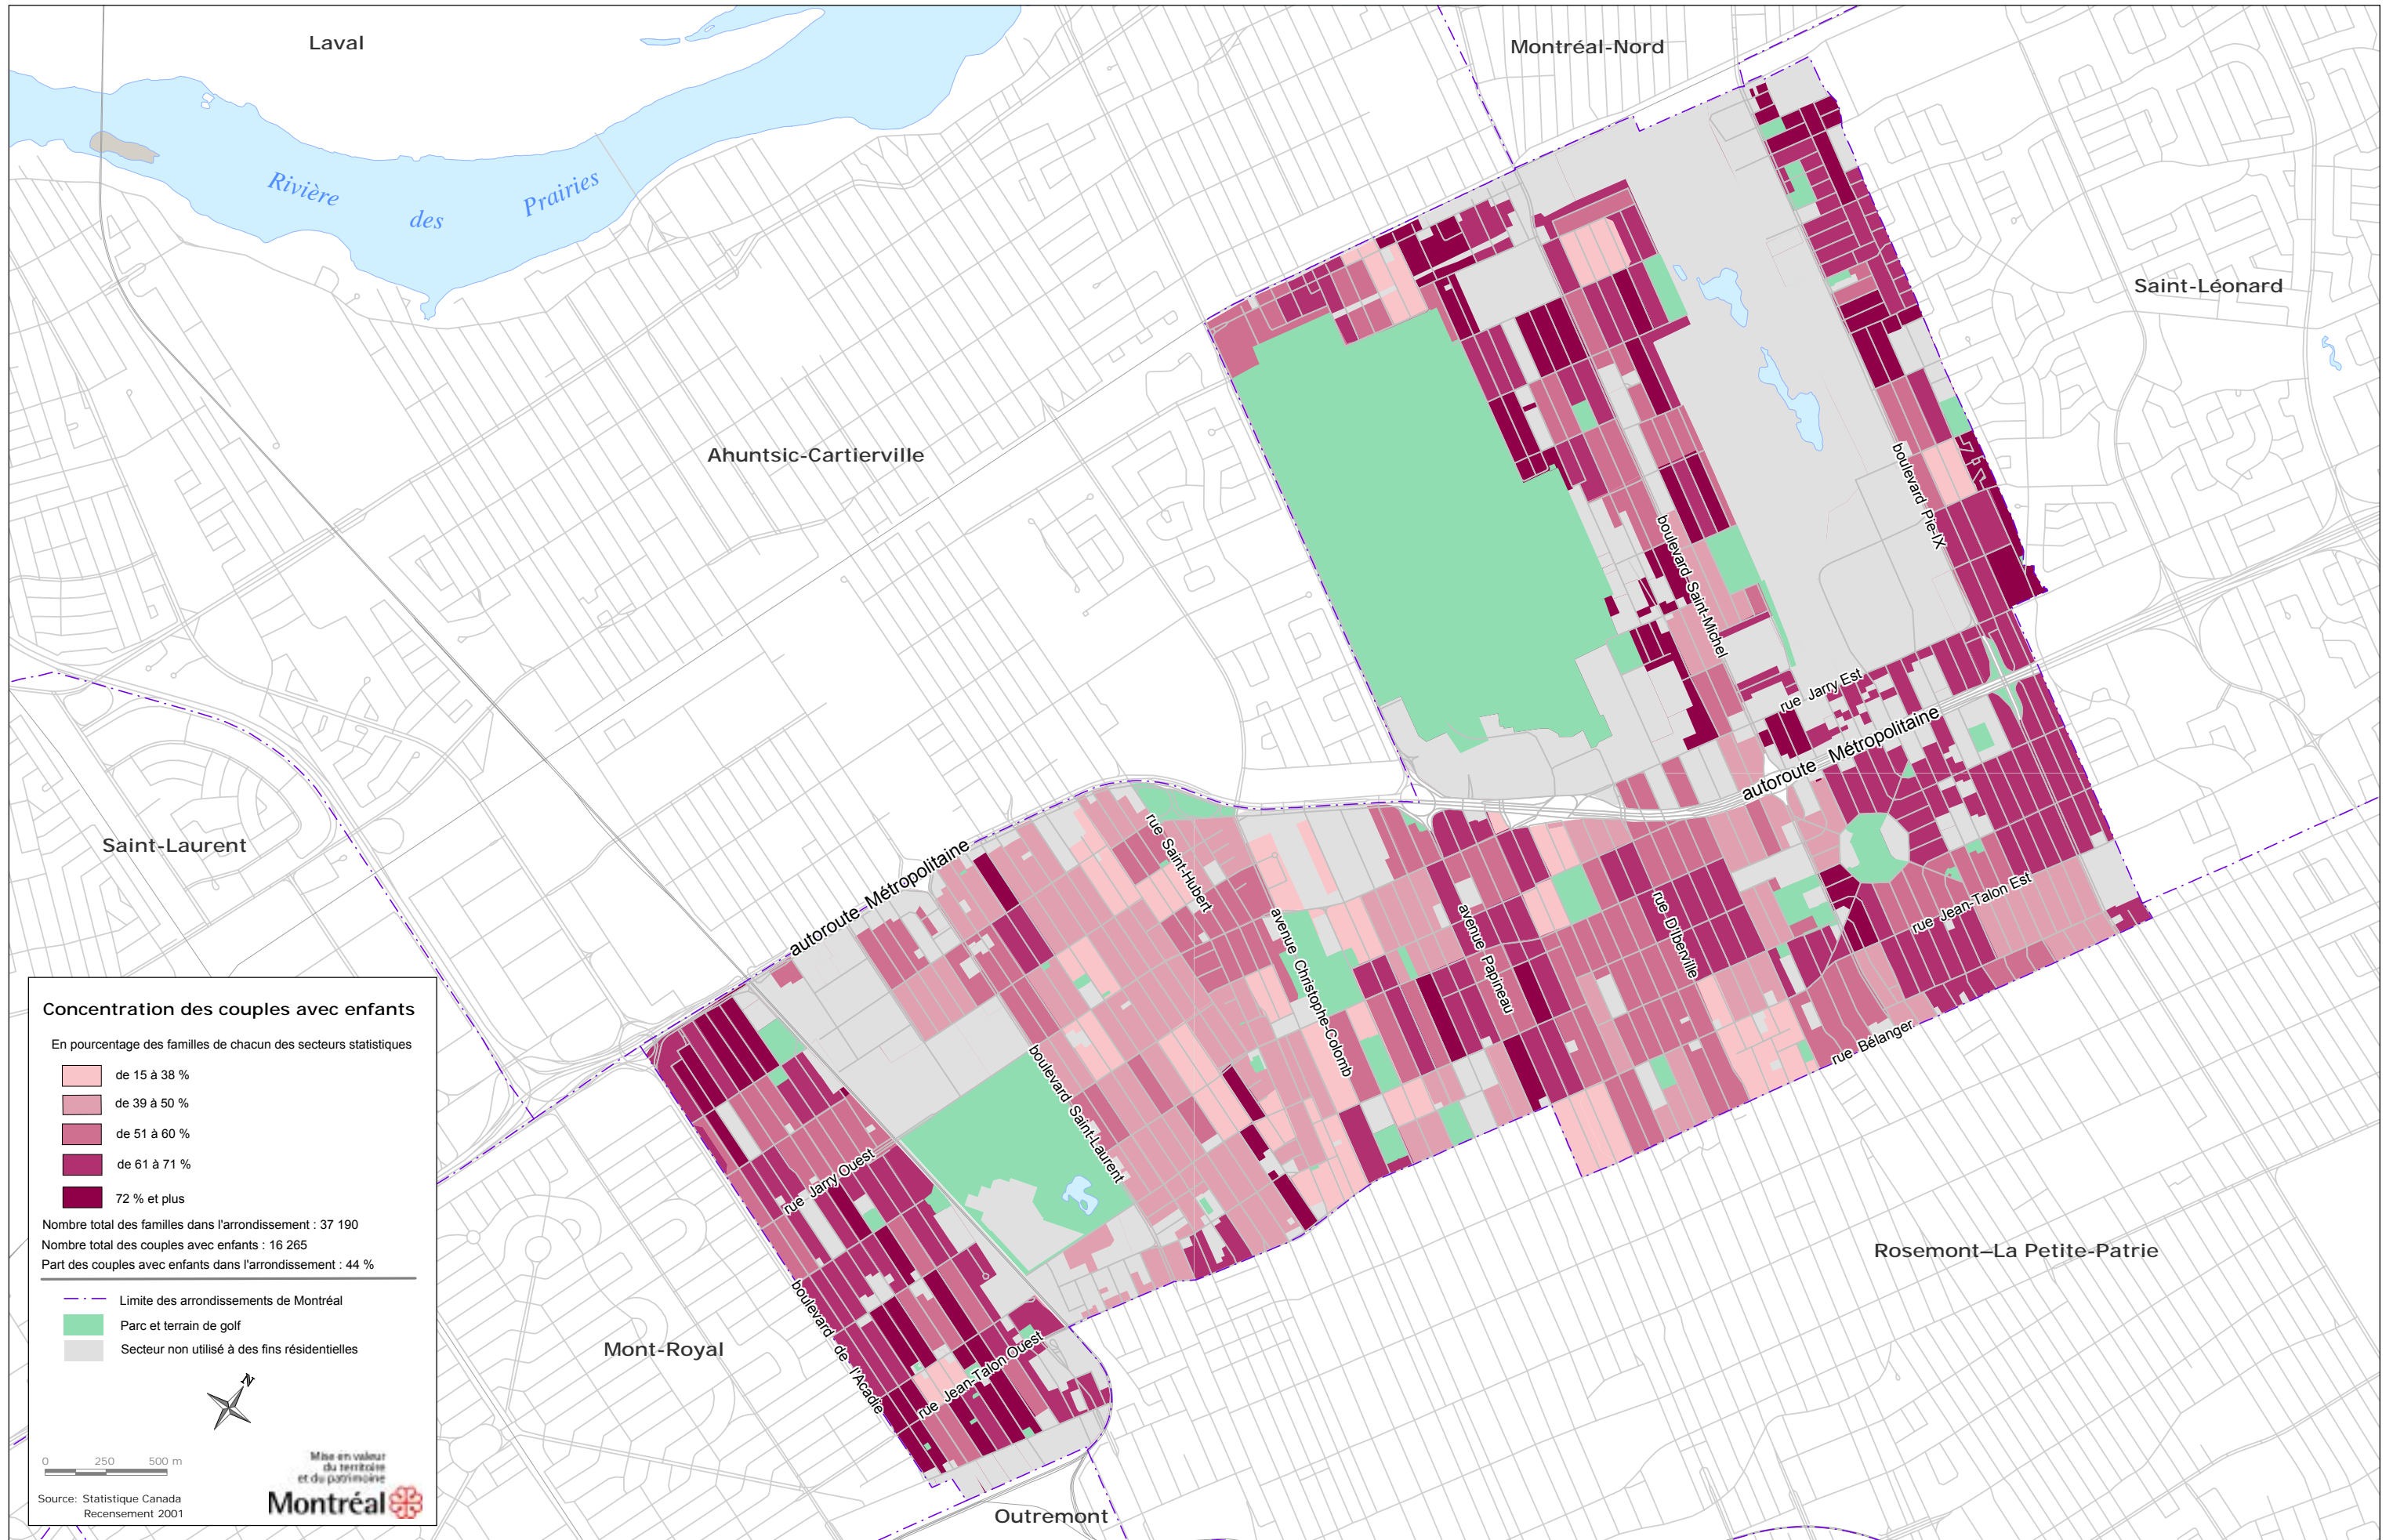 Laval
Montréal-Nord
Rivière des Prairies
Saint-Léonard
Ahuntsic-Cartierville
boulevard Pie-IX
boulevard Saint-Michel
rue Jarry Est
autoroute Métropolitaine
Saint-Laurent
autoroute Métropolitaine
rue Saint-Hubert
avenue Christophe-Colomb
avenue Papineau
rue D'Iberville
rue Jean-Talon Est
rue Bélanger
boulevard Saint-Laurent
rue Jarry Ouest
boulevard de l'Acadie
rue Jean-Talon Ouest
Mont-Royal
Rosemont–La Petite-Patrie
Outremont
Concentration des couples avec enfants
En pourcentage des familles de chacun des secteurs statistiques
de 15 à 38 %
de 39 à 50 %
de 51 à 60 %
de 61 à 71 %
72 % et plus
Nombre total des familles dans l'arrondissement : 37 190
Nombre total des couples avec enfants : 16 265
Part des couples avec enfants dans l'arrondissement : 44 %
Limite des arrondissements de Montréal
Parc et terrain de golf
Secteur non utilisé à des fins résidentielles
N
0 250 500 m
Mise en valeur
du territoire
et du patrimoine
Montréal
Source: Statistique Canada
Recensement 2001